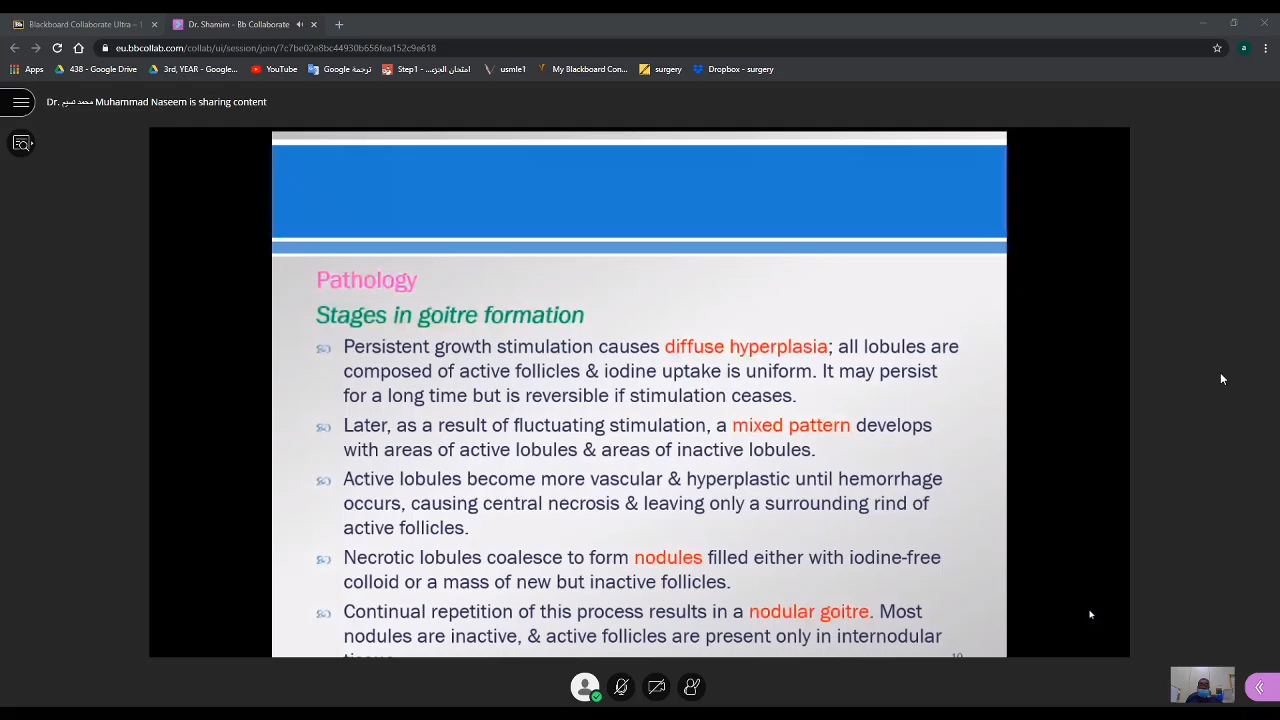 Blackboard Collaborate Ultra – 1
Dr. Shamim - Bb Collaborate
eu.bbcollab.com/collab/ui/session/join/7c7be02e8bc44930b656fea152c9e618
a
Apps
438 - Google Drive
3rd, YEAR - Google...
YouTube
Google ترجمة
Step1 - امتحان الجزء...
usmle1
My Blackboard Con...
surgery
Dropbox - surgery
Dr. محمد نسيم Muhammad Naseem is sharing content
Pathology
Stages in goitre formation
Persistent growth stimulation causes diffuse hyperplasia; all lobules are
composed of active follicles & iodine uptake is uniform. It may persist
for a long time but is reversible if stimulation ceases.
Later, as a result of fluctuating stimulation, a mixed pattern develops
with areas of active lobules & areas of inactive lobules.
Active lobules become more vascular & hyperplastic until hemorrhage
occurs, causing central necrosis & leaving only a surrounding rind of
active follicles.
Necrotic lobules coalesce to form nodules filled either with iodine-free
colloid or a mass of new but inactive follicles.
Continual repetition of this process results in a nodular goitre. Most
nodules are inactive, & active follicles are present only in internodular